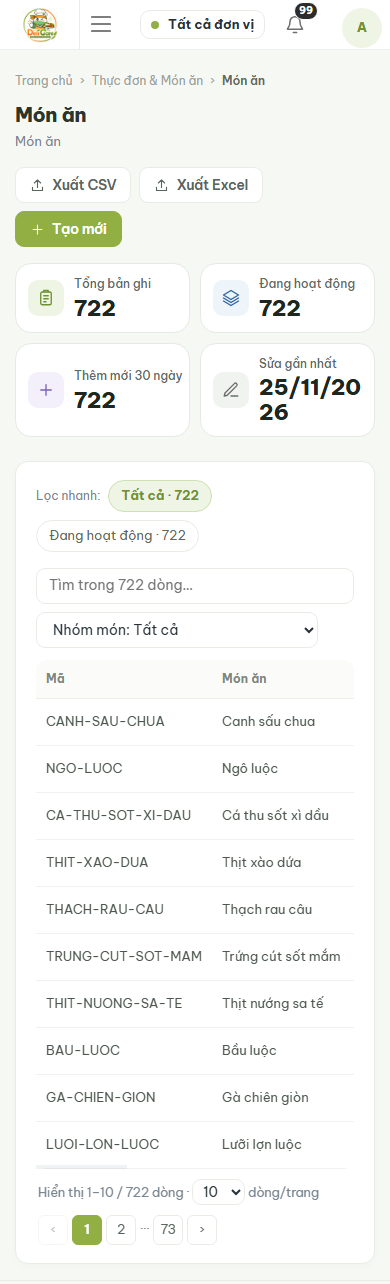 Tất cả đơn vị
99
A
Trang chủ > Thực đơn & Món ăn > Món ăn
Món ăn
Món ăn
Xuất CSV
Xuất Excel
+ Tạo mới
Tổng bản ghi
722
Đang hoạt động
722
Thêm mới 30 ngày
722
Sửa gần nhất
25/11/20
26
Lọc nhanh: Tất cả · 722
Đang hoạt động · 722
Tìm trong 722 dòng...
Nhóm món: Tất cả
Mã Món ăn
CANH-SAU-CHUA Canh sấu chua
NGO-LUOC Ngô luộc
CA-THU-SOT-XI-DAU Cá thu sốt xì dầu
THIT-XAO-DUA Thịt xào dứa
THACH-RAU-CAU Thạch rau câu
TRUNG-CUT-SOT-MAM Trứng cút sốt mắm
THIT-NUONG-SA-TE Thịt nướng sa tế
BAU-LUOC Bầu luộc
GA-CHIEN-GION Gà chiên giòn
LUOI-LON-LUOC Lưỡi lợn luộc
Hiển thị 1–10 / 722 dòng · 10 dòng/trang
‹ 1 2 ... 73 ›